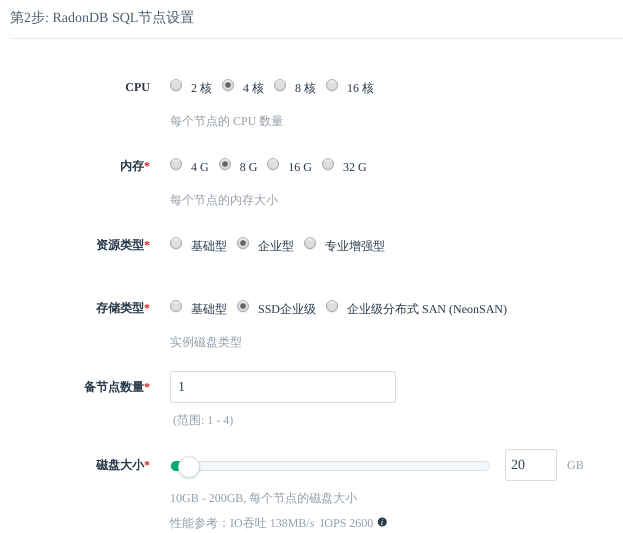 第2步: RadonDB SQL节点设置
CPU 2 核 4 核 8 核 16 核
每个节点的 CPU 数量
内存* 4 G 8 G 16 G 32 G
每个节点的内存大小
资源类型* 基础型 企业型 专业增强型
存储类型* 基础型 SSD企业级 企业级分布式 SAN (NeonSAN)
实例磁盘类型
备节点数量* 1
(范围: 1 - 4)
磁盘大小* 20 GB
10GB - 200GB, 每个节点的磁盘大小
性能参考：IO吞吐 138MB/s IOPS 2600